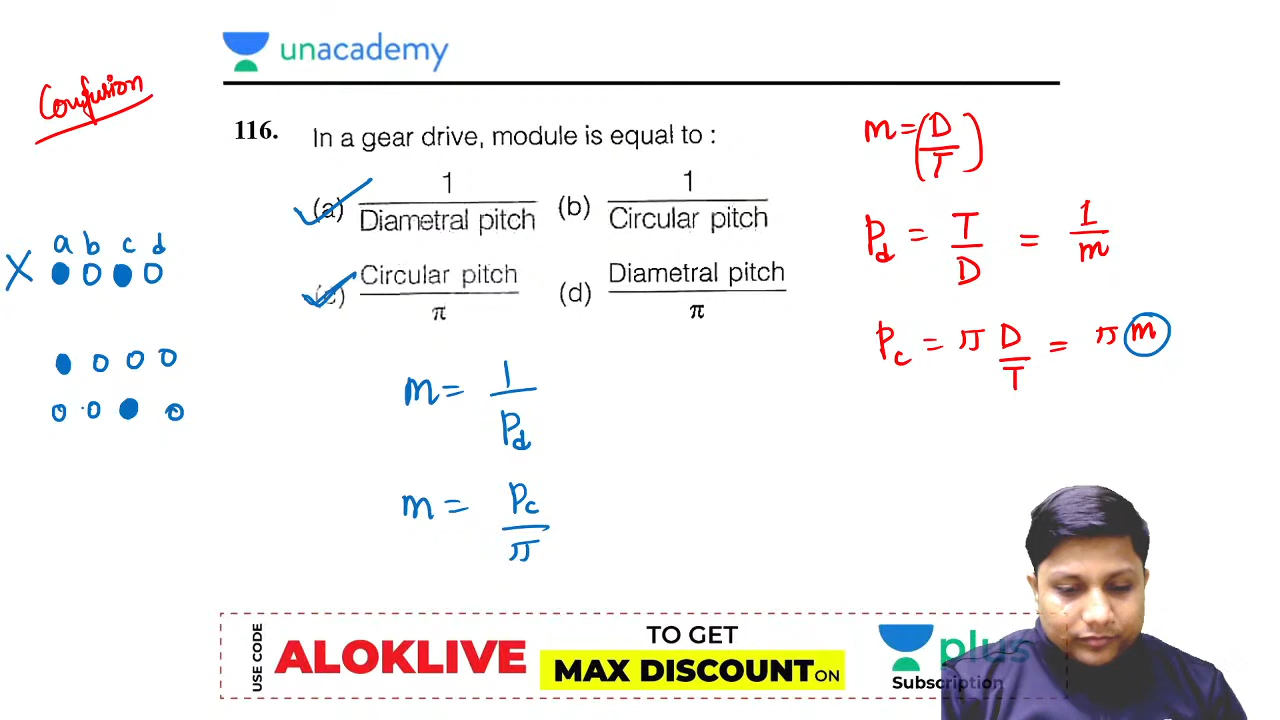 unacademy
Confusion
116. In a gear drive, module is equal to :
(a) 1 / Diametral pitch (b) 1 / Circular pitch
(c) Circular pitch / π (d) Diametral pitch / π
m = (D/T)
Pd = T/D = 1/m
Pc = π D/T = π m
a b c d
X
m = 1/Pd
m = Pc/π
USE CODE
ALOKLIVE
TO GET
MAX DISCOUNT ON
plus
Subscription